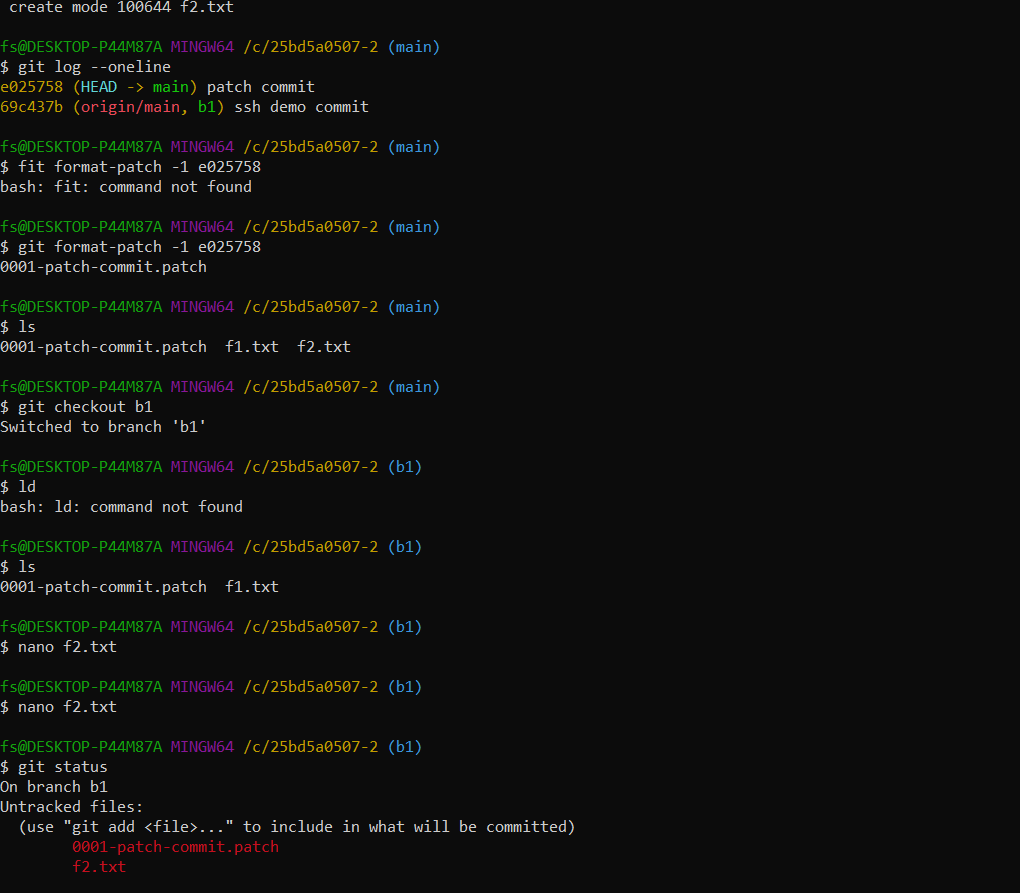 create mode 100644 f2.txt
fs@DESKTOP-P44M87A MINGW64 /c/25bd5a0507-2 (main)
$ git log --oneline
e025758 (HEAD -> main) patch commit
69c437b (origin/main, b1) ssh demo commit
fs@DESKTOP-P44M87A MINGW64 /c/25bd5a0507-2 (main)
$ fit format-patch -1 e025758
bash: fit: command not found
fs@DESKTOP-P44M87A MINGW64 /c/25bd5a0507-2 (main)
$ git format-patch -1 e025758
0001-patch-commit.patch
fs@DESKTOP-P44M87A MINGW64 /c/25bd5a0507-2 (main)
$ ls
0001-patch-commit.patch  f1.txt  f2.txt
fs@DESKTOP-P44M87A MINGW64 /c/25bd5a0507-2 (main)
$ git checkout b1
Switched to branch 'b1'
fs@DESKTOP-P44M87A MINGW64 /c/25bd5a0507-2 (b1)
$ ld
bash: ld: command not found
fs@DESKTOP-P44M87A MINGW64 /c/25bd5a0507-2 (b1)
$ ls
0001-patch-commit.patch  f1.txt
fs@DESKTOP-P44M87A MINGW64 /c/25bd5a0507-2 (b1)
$ nano f2.txt
fs@DESKTOP-P44M87A MINGW64 /c/25bd5a0507-2 (b1)
$ nano f2.txt
fs@DESKTOP-P44M87A MINGW64 /c/25bd5a0507-2 (b1)
$ git status
On branch b1
Untracked files:
  (use "git add <file>..." to include in what will be committed)
        0001-patch-commit.patch
        f2.txt